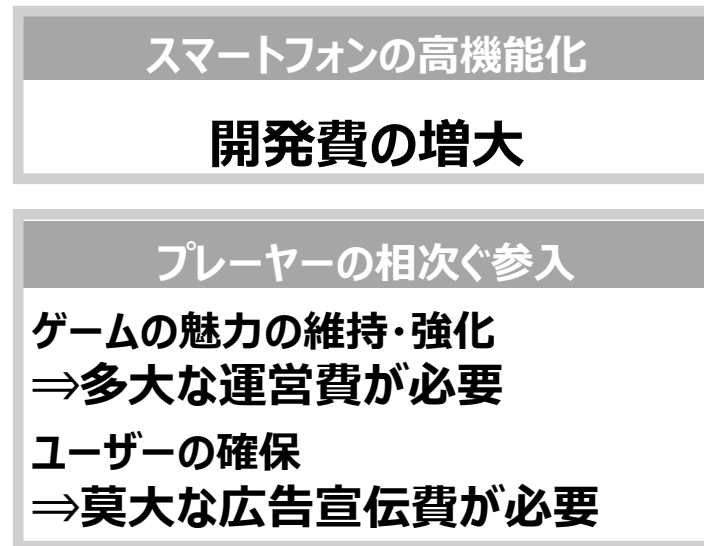 スマートフォンの高機能化
開発費の増大
プレーヤーの相次ぐ参入
ゲームの魅力の維持･強化
⇒多大な運営費が必要
ユーザーの確保
⇒莫大な広告宣伝費が必要